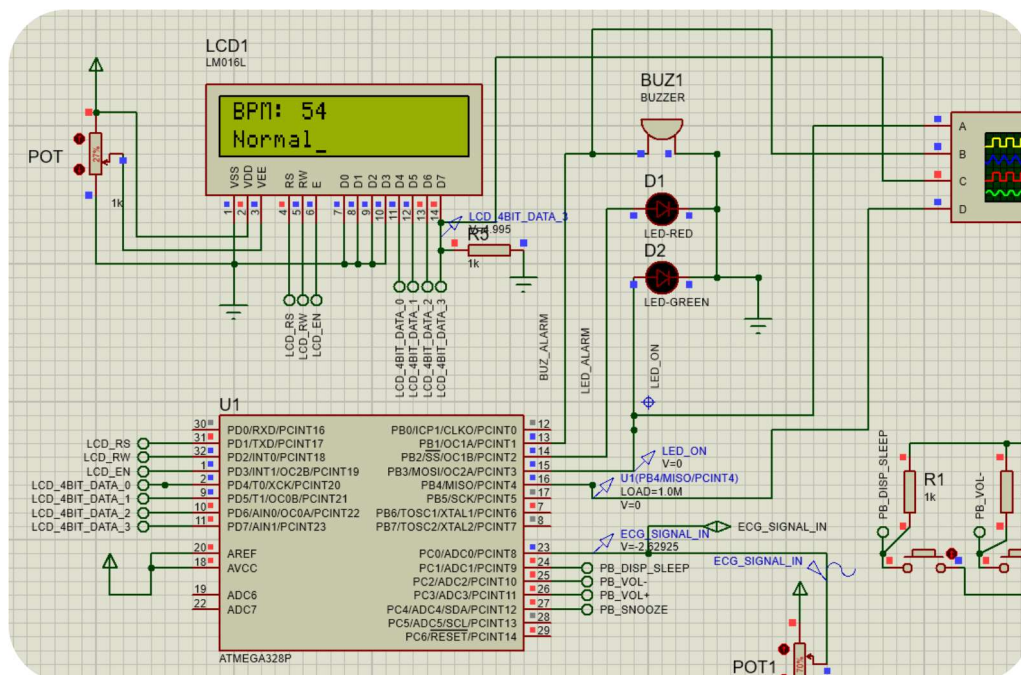 LCD1
LM016L
BPM: 54
Normal_
POT
27%
1k
VSS
VDD
VEE
RS
RW
E
D0
D1
D2
D3
D4
D5
D6
D7
1
2
3
4
5
6
7
8
9
10
11
12
13
14
LCD_4BIT_DATA_3
R5
1k
LCD_RS
LCD_RW
LCD_EN
LCD_4BIT_DATA_0
LCD_4BIT_DATA_1
LCD_4BIT_DATA_2
LCD_4BIT_DATA_3
BUZ1
BUZZER
D1
LED-RED
D2
LED-GREEN
BUZ_ALARM
LED_ALARM
LED_ON
A
B
C
D
U1
30
31
32
1
2
9
10
11
20
18
19
22
PD0/RXD/PCINT16
PD1/TXD/PCINT17
PD2/INT0/PCINT18
PD3/INT1/OC2B/PCINT19
PD4/T0/XCK/PCINT20
PD5/T1/OC0B/PCINT21
PD6/AIN0/OC0A/PCINT22
PD7/AIN1/PCINT23
AREF
AVCC
ADC6
ADC7
LCD_RS
LCD_RW
LCD_EN
LCD_4BIT_DATA_0
LCD_4BIT_DATA_1
LCD_4BIT_DATA_2
LCD_4BIT_DATA_3
PB0/ICP1/CLKO/PCINT0
PB1/OC1A/PCINT1
PB2/SS/OC1B/PCINT2
PB3/MOSI/OC2A/PCINT3
PB4/MISO/PCINT4
PB5/SCK/PCINT5
PB6/TOSC1/XTAL1/PCINT6
PB7/TOSC2/XTAL2/PCINT7
PC0/ADC0/PCINT8
PC1/ADC1/PCINT9
PC2/ADC2/PCINT10
PC3/ADC3/PCINT11
PC4/ADC4/SDA/PCINT12
PC5/ADC5/SCL/PCINT13
PC6/RESET/PCINT14
12
13
14
15
16
17
7
8
23
24
25
26
27
28
29
ATMEGA328P
LED_ON
V=0
U1(PB4/MISO/PCINT4)
LOAD=1.0M
V=0
ECG_SIGNAL_IN
ECG_SIGNAL_IN
PB_DISP_SLEEP
PB_VOL-
PB_VOL+
PB_SNOOZE
ECG_SIGNAL_IN
POT1
70%
PB_DISP_SLEEP
R1
1k
PB_VOL-